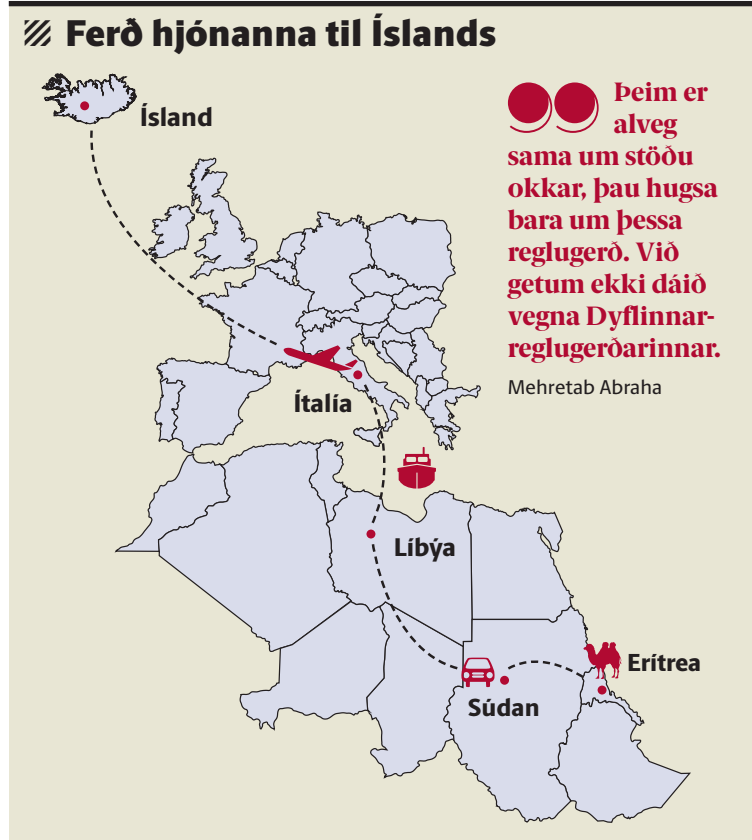 Ferð hjónanna til Íslands
Ísland
Þeim er
alveg
sama um stöðu
okkar, þau hugsa
bara um þessa
reglugerð. Við
getum ekki dáið
vegna Dyflinnar-
reglugerðarinnar.
Mehretab Abraha
Ítalía
Líbýa
Erítrea
Súdan